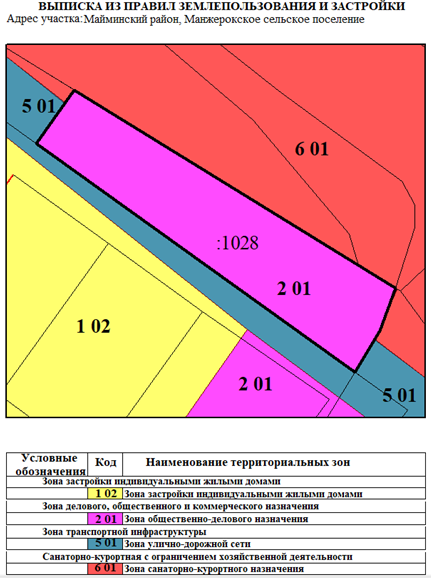 ВЫПИСКА ИЗ ПРАВИЛ ЗЕМЛЕПОЛЬЗОВАНИЯ И ЗАСТРОЙКИ
Адрес участка: Майминский район, Манжерокское сельское поселение
5 01
6 01
:1028
2 01
1 02
2 01
5 01
Условные обозначения Код Наименование территориальных зон
Зона застройки индивидуальными жилыми домами
1 02 Зона застройки индивидуальными жилыми домами
Зона делового, общественного и коммерческого назначения
2 01 Зона общественно-делового назначения
Зона транспортной инфраструктуры
5 01 Зона улично-дорожной сети
Санаторно-курортная с ограничением хозяйственной деятельности
6 01 Зона санаторно-курортного назначения